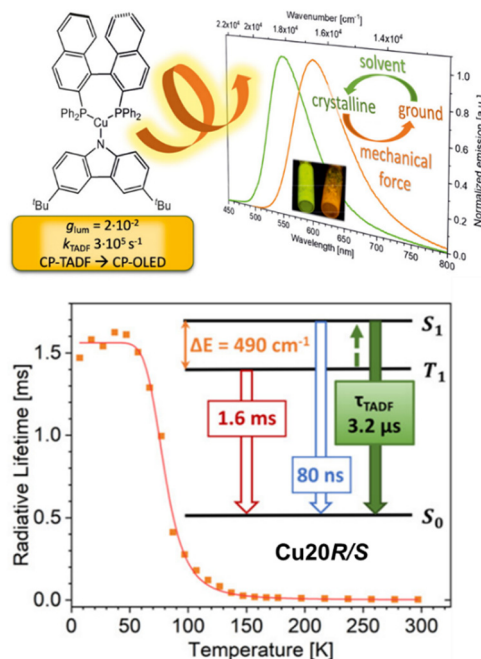 Ph₂P
PPh₂
Cu
N
ᵗBu
ᵗBu
g_lum = 2·10⁻²
k_TADF 3·10⁵ s⁻¹
CP-TADF → CP-OLED
Wavenumber [cm⁻¹]
2.2x10⁴ 2x10⁴ 1.8x10⁴ 1.6x10⁴ 1.4x10⁴
solvent
crystalline
ground
mechanical
force
1.0
0.8
0.6
0.4
0.2
0.0
Normalized emission [a.u.]
450 500 550 600 650 700 750 800
Wavelength [nm]
S₁
ΔE = 490 cm⁻¹
T₁
1.6 ms
80 ns
τ_TADF
3.2 μs
S₀
Cu20R/S
1.5
1.0
0.5
0.0
Radiative Lifetime [ms]
0 50 100 150 200 250 300
Temperature [K]